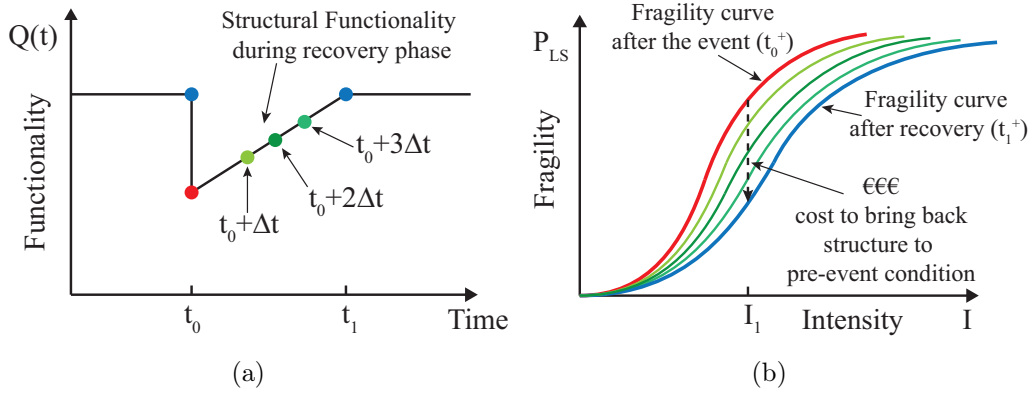 Q(t)
Functionality
Structural Functionality
during recovery phase
t₀+3Δt
t₀+2Δt
t₀+Δt
t₀
t₁
Time
(a)
P_LS
Fragility
Fragility curve
after the event (t₀⁺)
Fragility curve
after recovery (t₁⁺)
€€€
cost to bring back
structure to
pre-event condition
I₁
Intensity
I
(b)